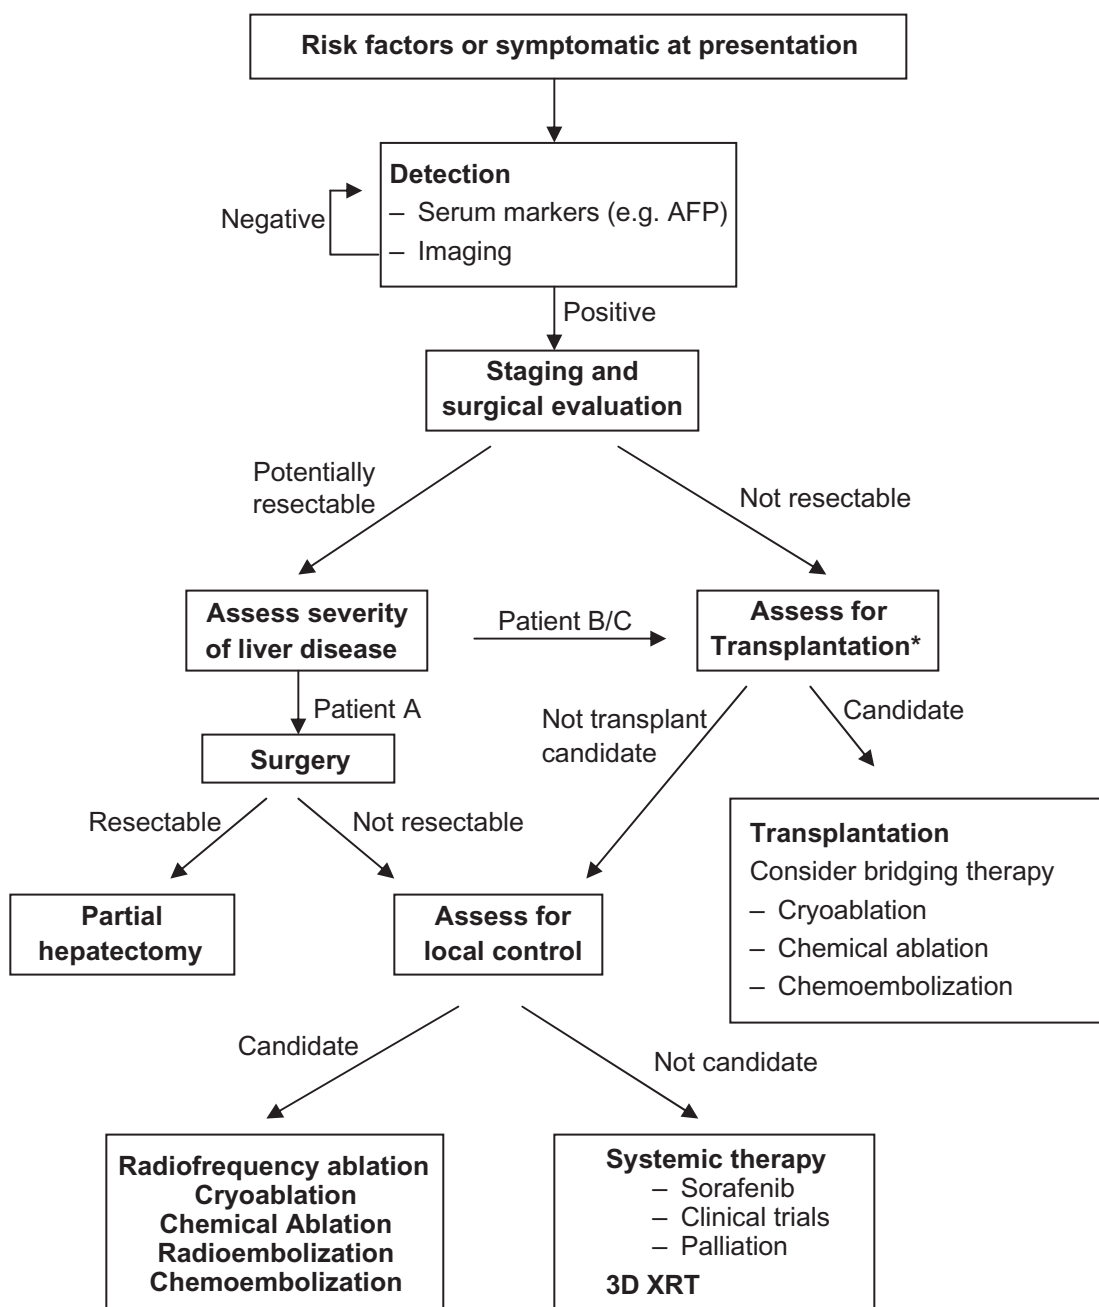 Risk factors or symptomatic at presentation
Detection
– Serum markers (e.g. AFP)
– Imaging
Negative
Positive
Staging and
surgical evaluation
Potentially
resectable
Not resectable
Assess severity
of liver disease
Patient B/C
Assess for
Transplantation*
Patient A
Not transplant
candidate
Candidate
Surgery
Resectable
Not resectable
Transplantation
Consider bridging therapy
– Cryoablation
– Chemical ablation
– Chemoembolization
Partial
hepatectomy
Assess for
local control
Candidate
Not candidate
Radiofrequency ablation
Cryoablation
Chemical Ablation
Radioembolization
Chemoembolization
Systemic therapy
– Sorafenib
– Clinical trials
– Palliation
3D XRT